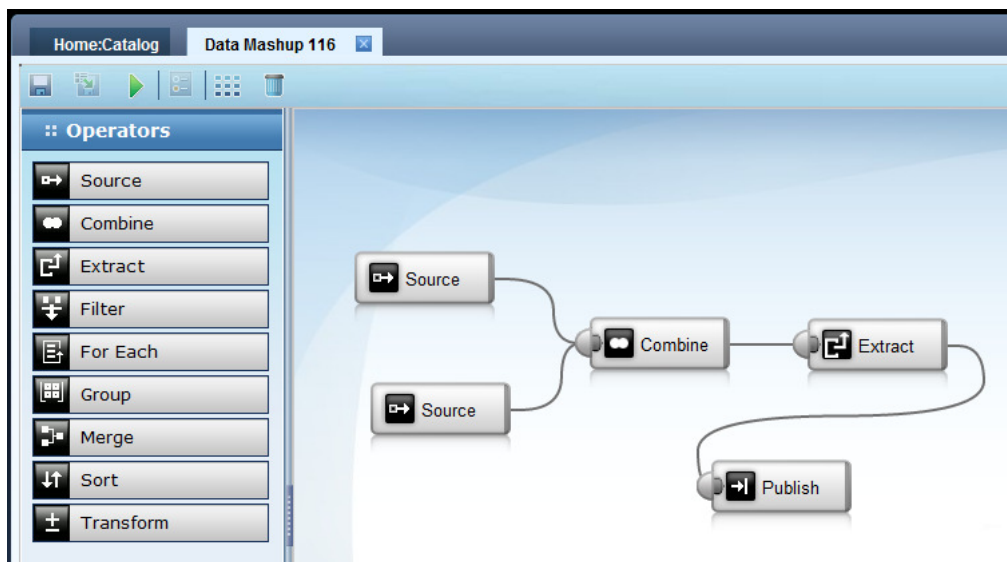 Home:Catalog
Data Mashup 116
Operators
Source
Combine
Extract
Filter
For Each
Group
Merge
Sort
Transform
Source
Combine
Extract
Source
Publish